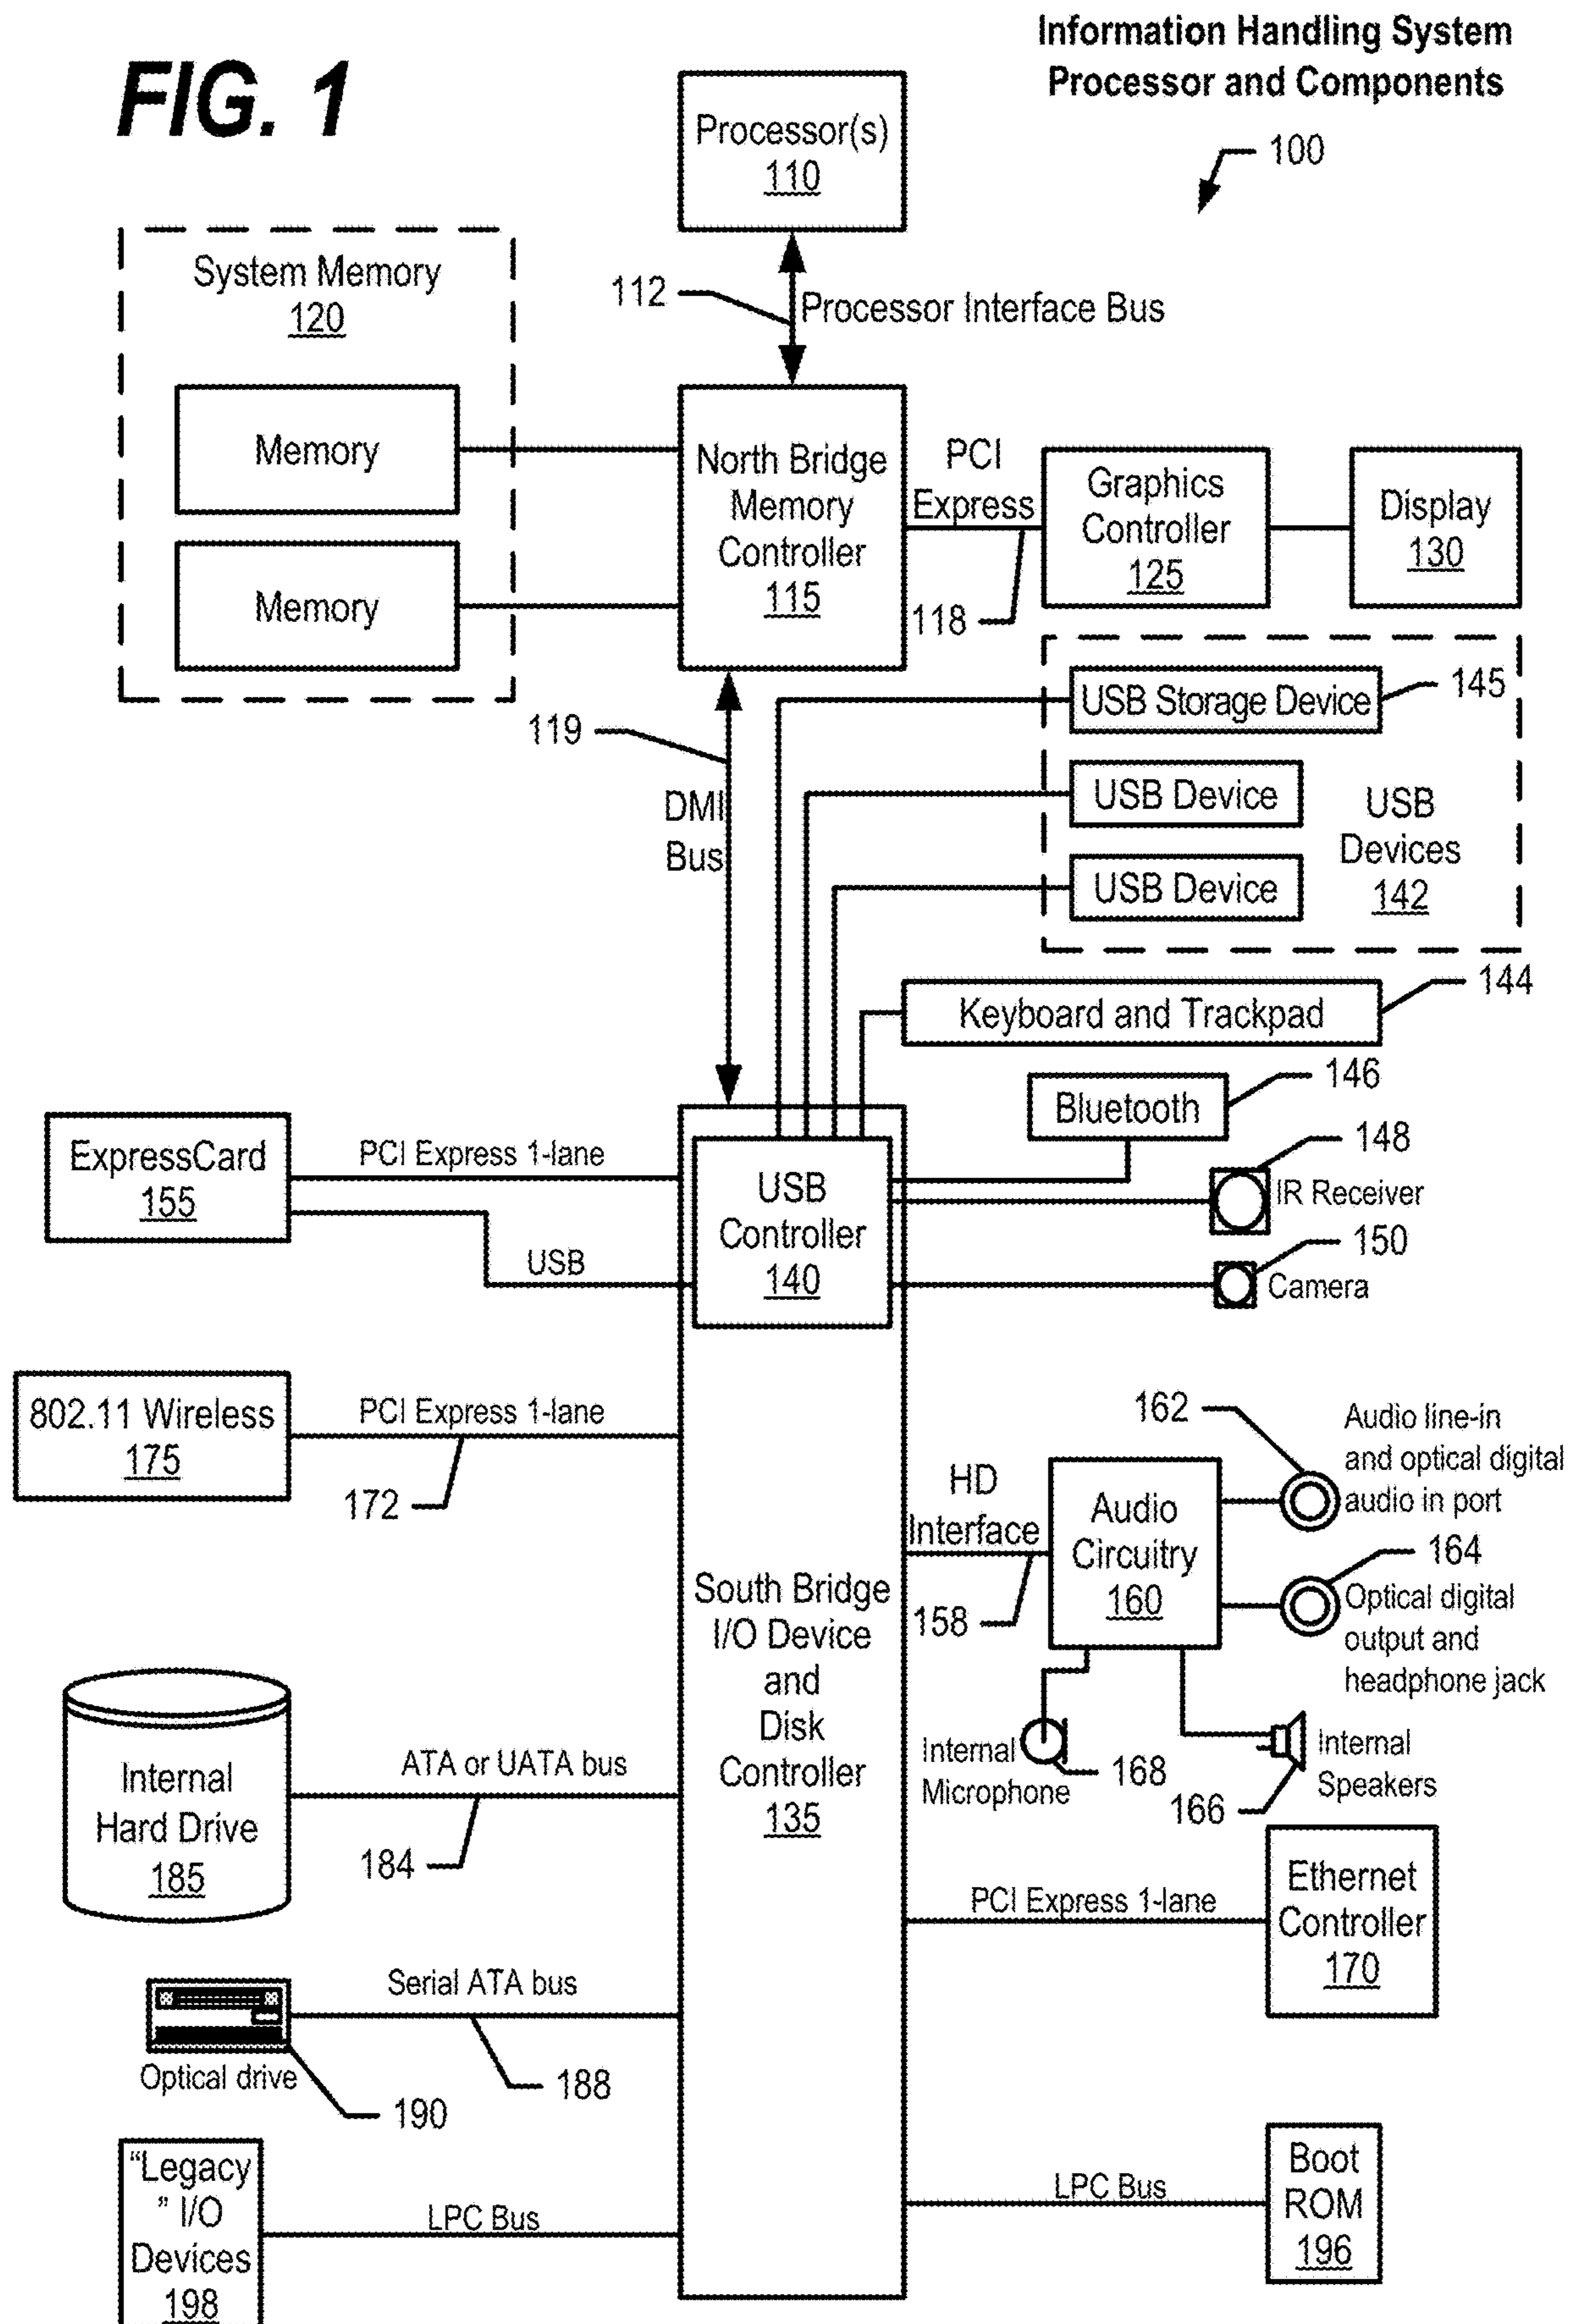 Information Handling System
Processor and Components
FIG. 1
100
Processor(s)
110
System Memory
120
112
Processor Interface Bus
Memory
Memory
North Bridge
Memory
Controller
115
PCI
Express
118
Graphics
Controller
125
Display
130
119
DMI
Bus
USB Storage Device
145
USB Device
USB Device
USB
Devices
142
Keyboard and Trackpad
144
Bluetooth
146
148
IR Receiver
150
Camera
ExpressCard
155
PCI Express 1-lane
USB
USB
Controller
140
802.11 Wireless
175
PCI Express 1-lane
172
HD
Interface
158
Audio
Circuitry
160
162
Audio line-in
and optical digital
audio in port
164
Optical digital
output and
headphone jack
Internal
Microphone
168
166
Internal
Speakers
South Bridge
I/O Device
and
Disk
Controller
135
Internal
Hard Drive
185
ATA or UATA bus
184
PCI Express 1-lane
Ethernet
Controller
170
Serial ATA bus
188
Optical drive
190
“Legacy
” I/O
Devices
198
LPC Bus
LPC Bus
Boot
ROM
196